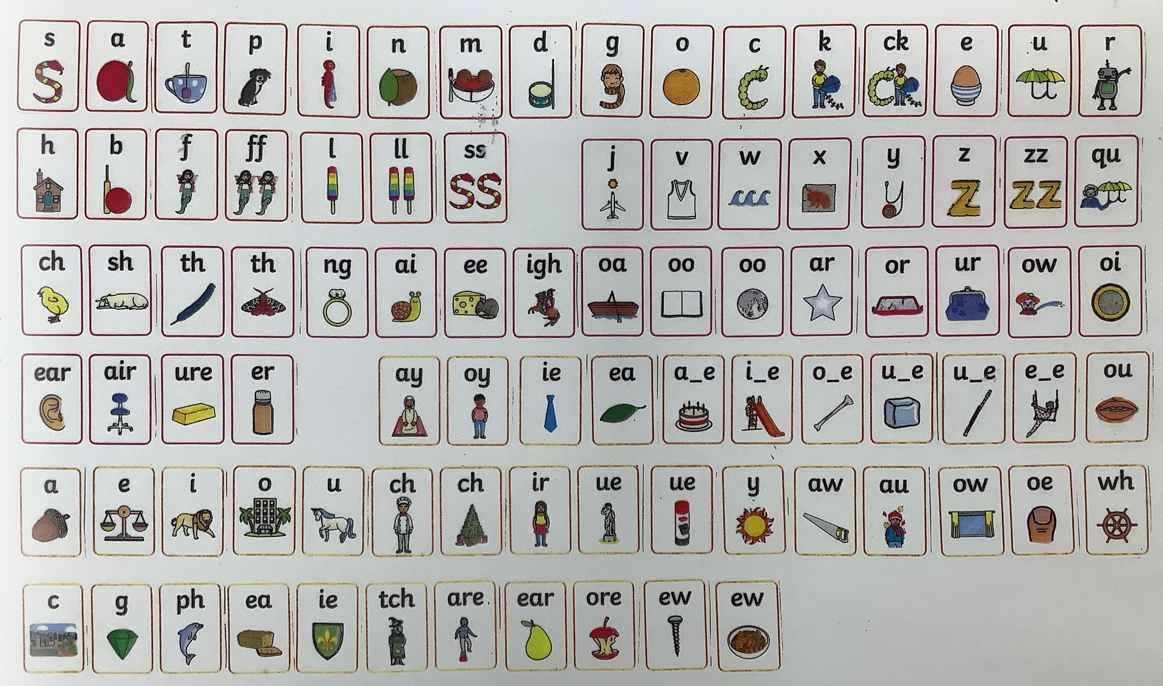 s a t p i n m d g o c k ck e u r
h b f ff l ll ss j v w x y z zz qu
ch sh th th ng ai ee igh oa oo oo ar or ur ow oi
ear air ure er ay oy ie ea a_e i_e o_e u_e u_e e_e ou
a e i o u ch ch ir ue ue y aw au ow oe wh
c g ph ea ie tch are ear ore ew ew